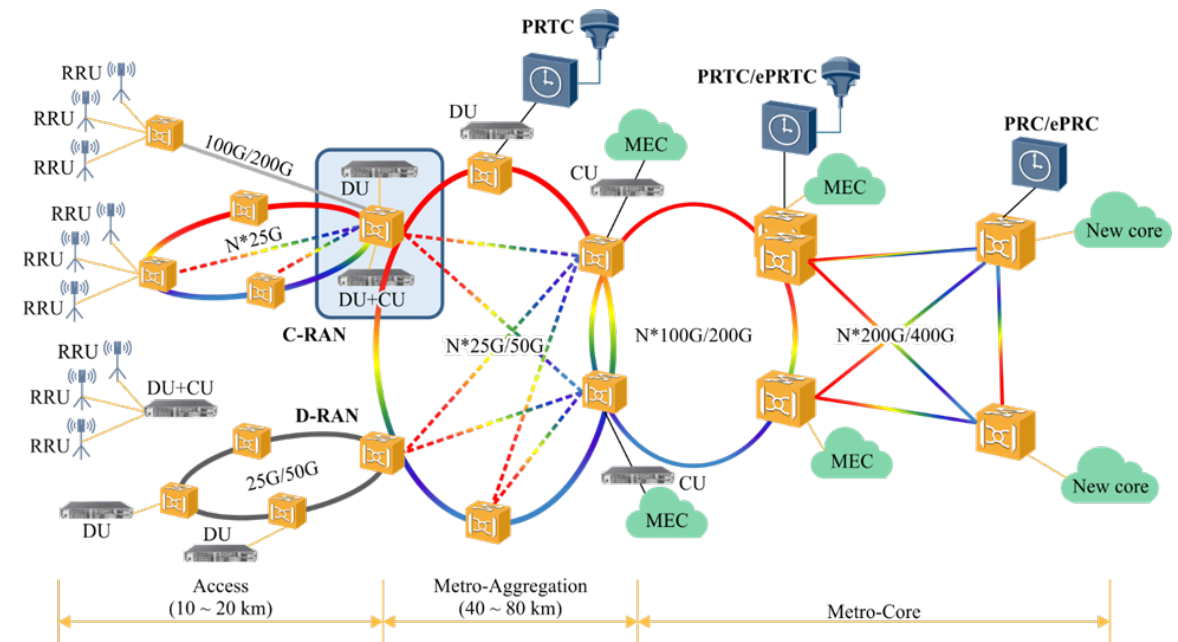 PRTC
PRTC/ePRTC
PRC/ePRC
RRU
RRU
RRU
100G/200G
DU
DU
MEC
CU
MEC
New core
RRU
RRU
RRU
N*25G
DU+CU
C-RAN
N*25G/50G
N*100G/200G
N*200G/400G
RRU
RRU
RRU
DU+CU
D-RAN
25G/50G
DU
DU
CU
MEC
MEC
New core
Access
(10 ~ 20 km)
Metro-Aggregation
(40 ~ 80 km)
Metro-Core